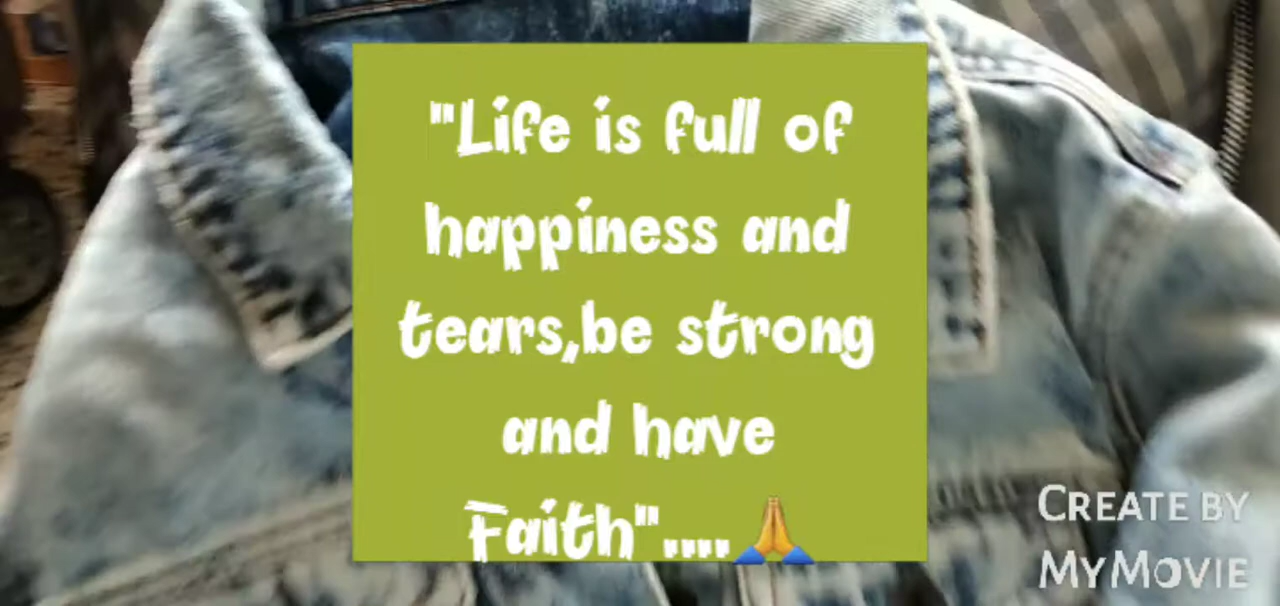 "Life is full of
happiness and
tears,be strong
and have
Faith"....🙏
CREATE BY
MYMOVIE